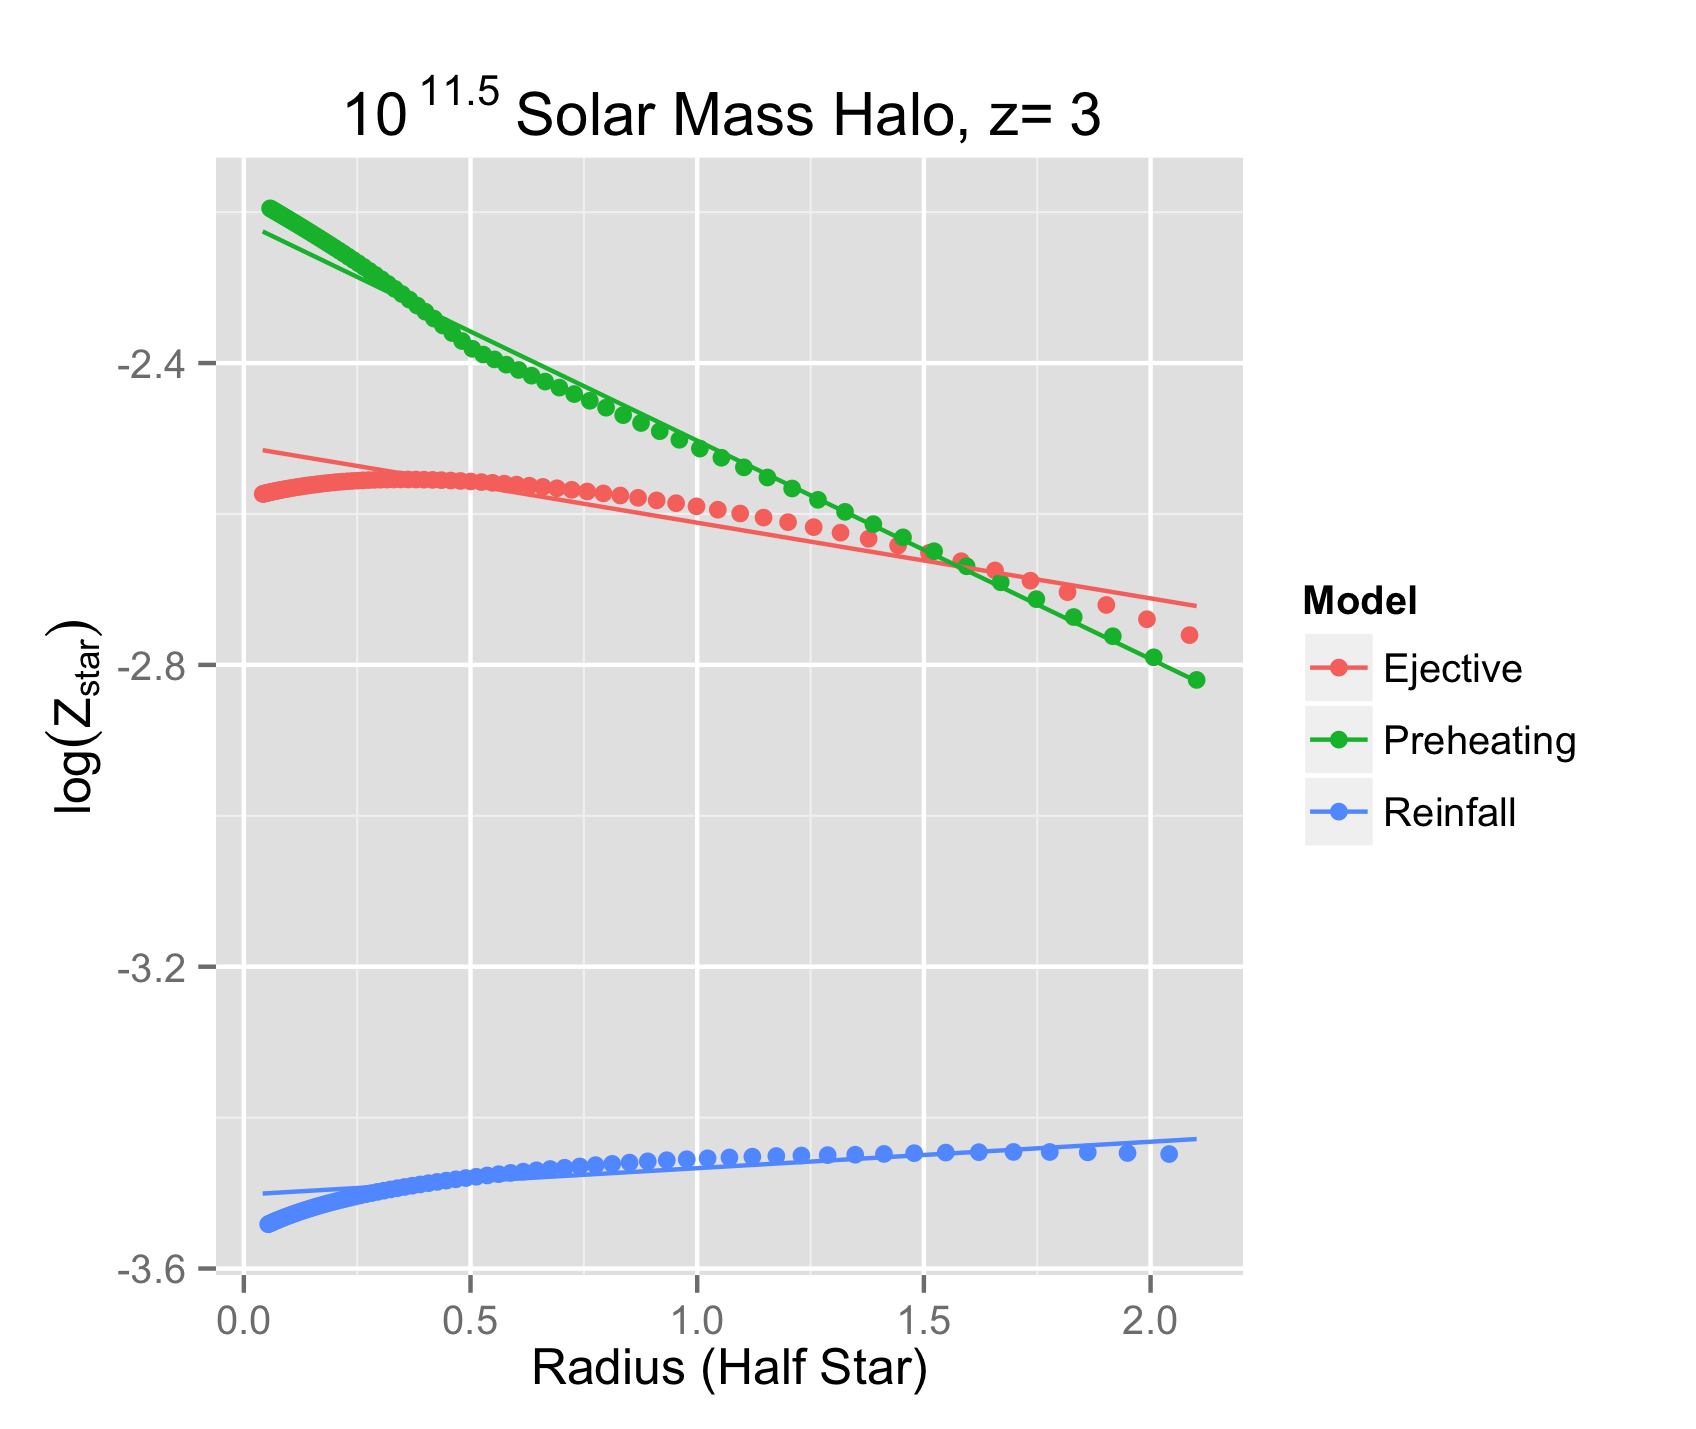 10 11.5 Solar Mass Halo, z= 3
log(Zstar)
-2.4
-2.8
-3.2
-3.6
0.0 0.5 1.0 1.5 2.0
Radius (Half Star)
Model
Ejective
Preheating
Reinfall